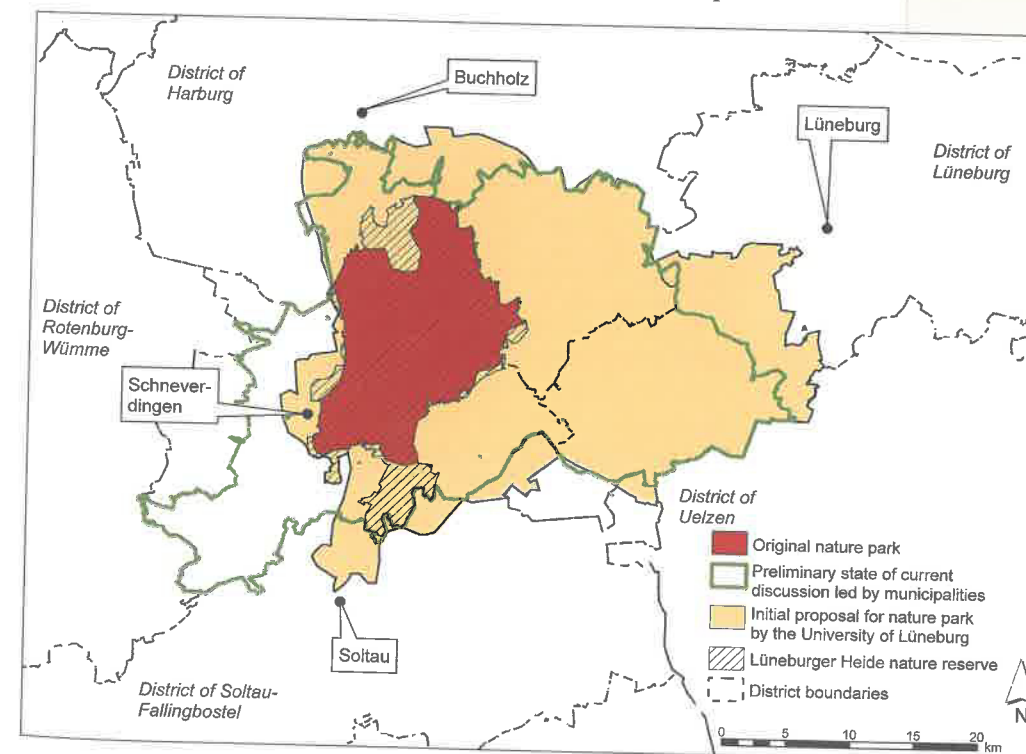 District of
Harburg
Buchholz
Lüneburg
District of
Lüneburg
District of
Rotenburg-
Wümme
Schnever-
dingen
District of
Uelzen
Original nature park
Preliminary state of current
discussion led by municipalities
Initial proposal for nature park
by the University of Lüneburg
Lüneburger Heide nature reserve
District boundaries
Soltau
District of Soltau-
Fallingbostel
N
0 5 10 15 20
km